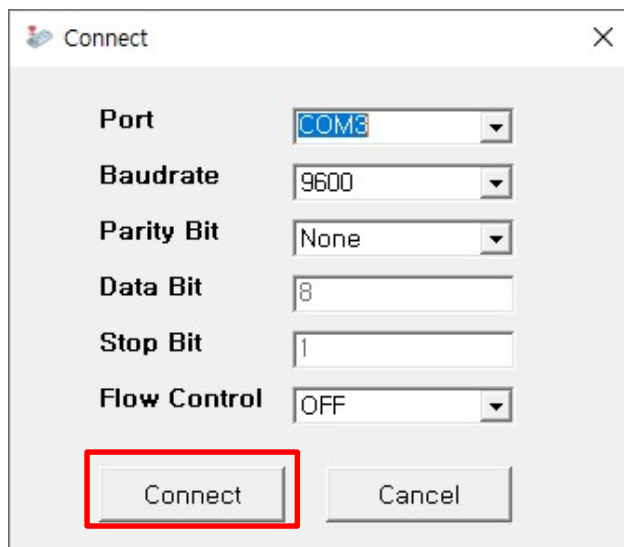 Connect
Port COM3
Baudrate 9600
Parity Bit None
Data Bit 8
Stop Bit 1
Flow Control OFF
Connect Cancel